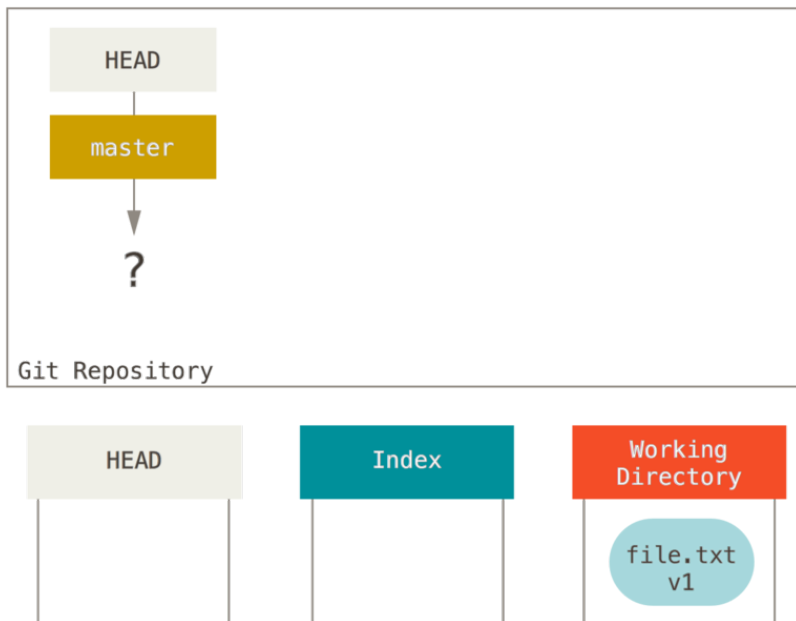 HEAD
master
?
Git Repository
HEAD
Index
Working
Directory
file.txt
v1